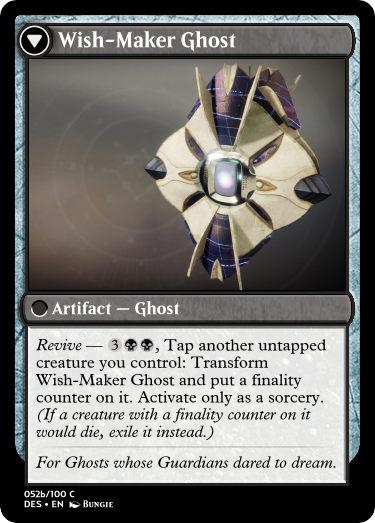 Wish-Maker Ghost
Artifact — Ghost
Revive — 3, Tap another untapped
creature you control: Transform
Wish-Maker Ghost and put a finality
counter on it. Activate only as a sorcery.
(If a creature with a finality counter on it
would die, exile it instead.)
For Ghosts whose Guardians dared to dream.
052b/100 C
DES • EN Bungie